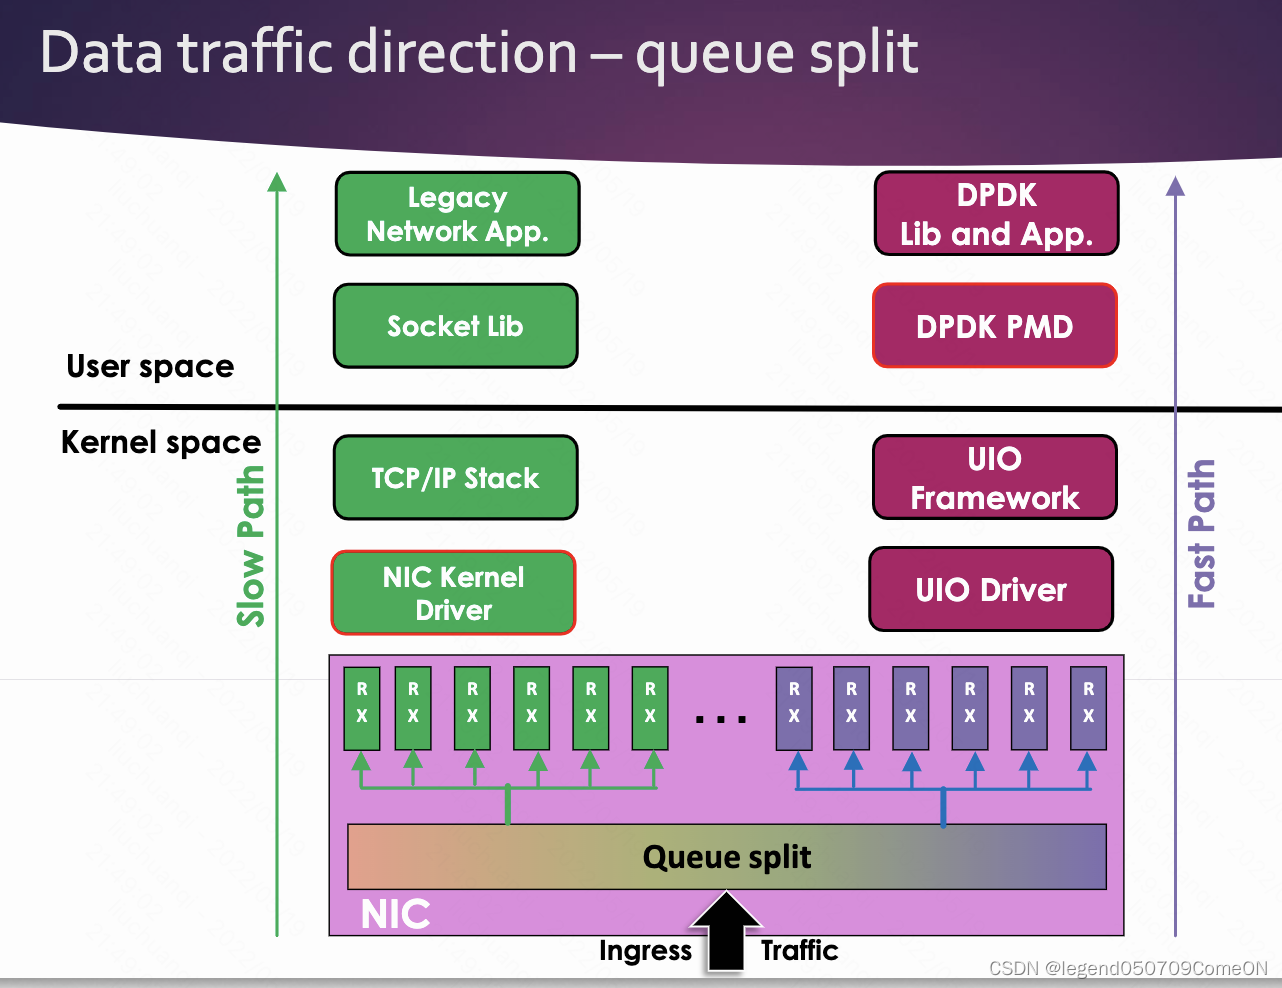 Data traffic direction – queue split
Legacy
Network App.
DPDK
Lib and App.
Socket Lib
DPDK PMD
User space
Kernel space
TCP/IP Stack
UIO
Framework
Slow Path
Fast Path
NIC Kernel
Driver
UIO Driver
R
X
R
X
R
X
R
X
R
X
R
X
...
R
X
R
X
R
X
R
X
R
X
R
X
Queue split
NIC
Ingress
Traffic
CSDN @legend050709ComeON